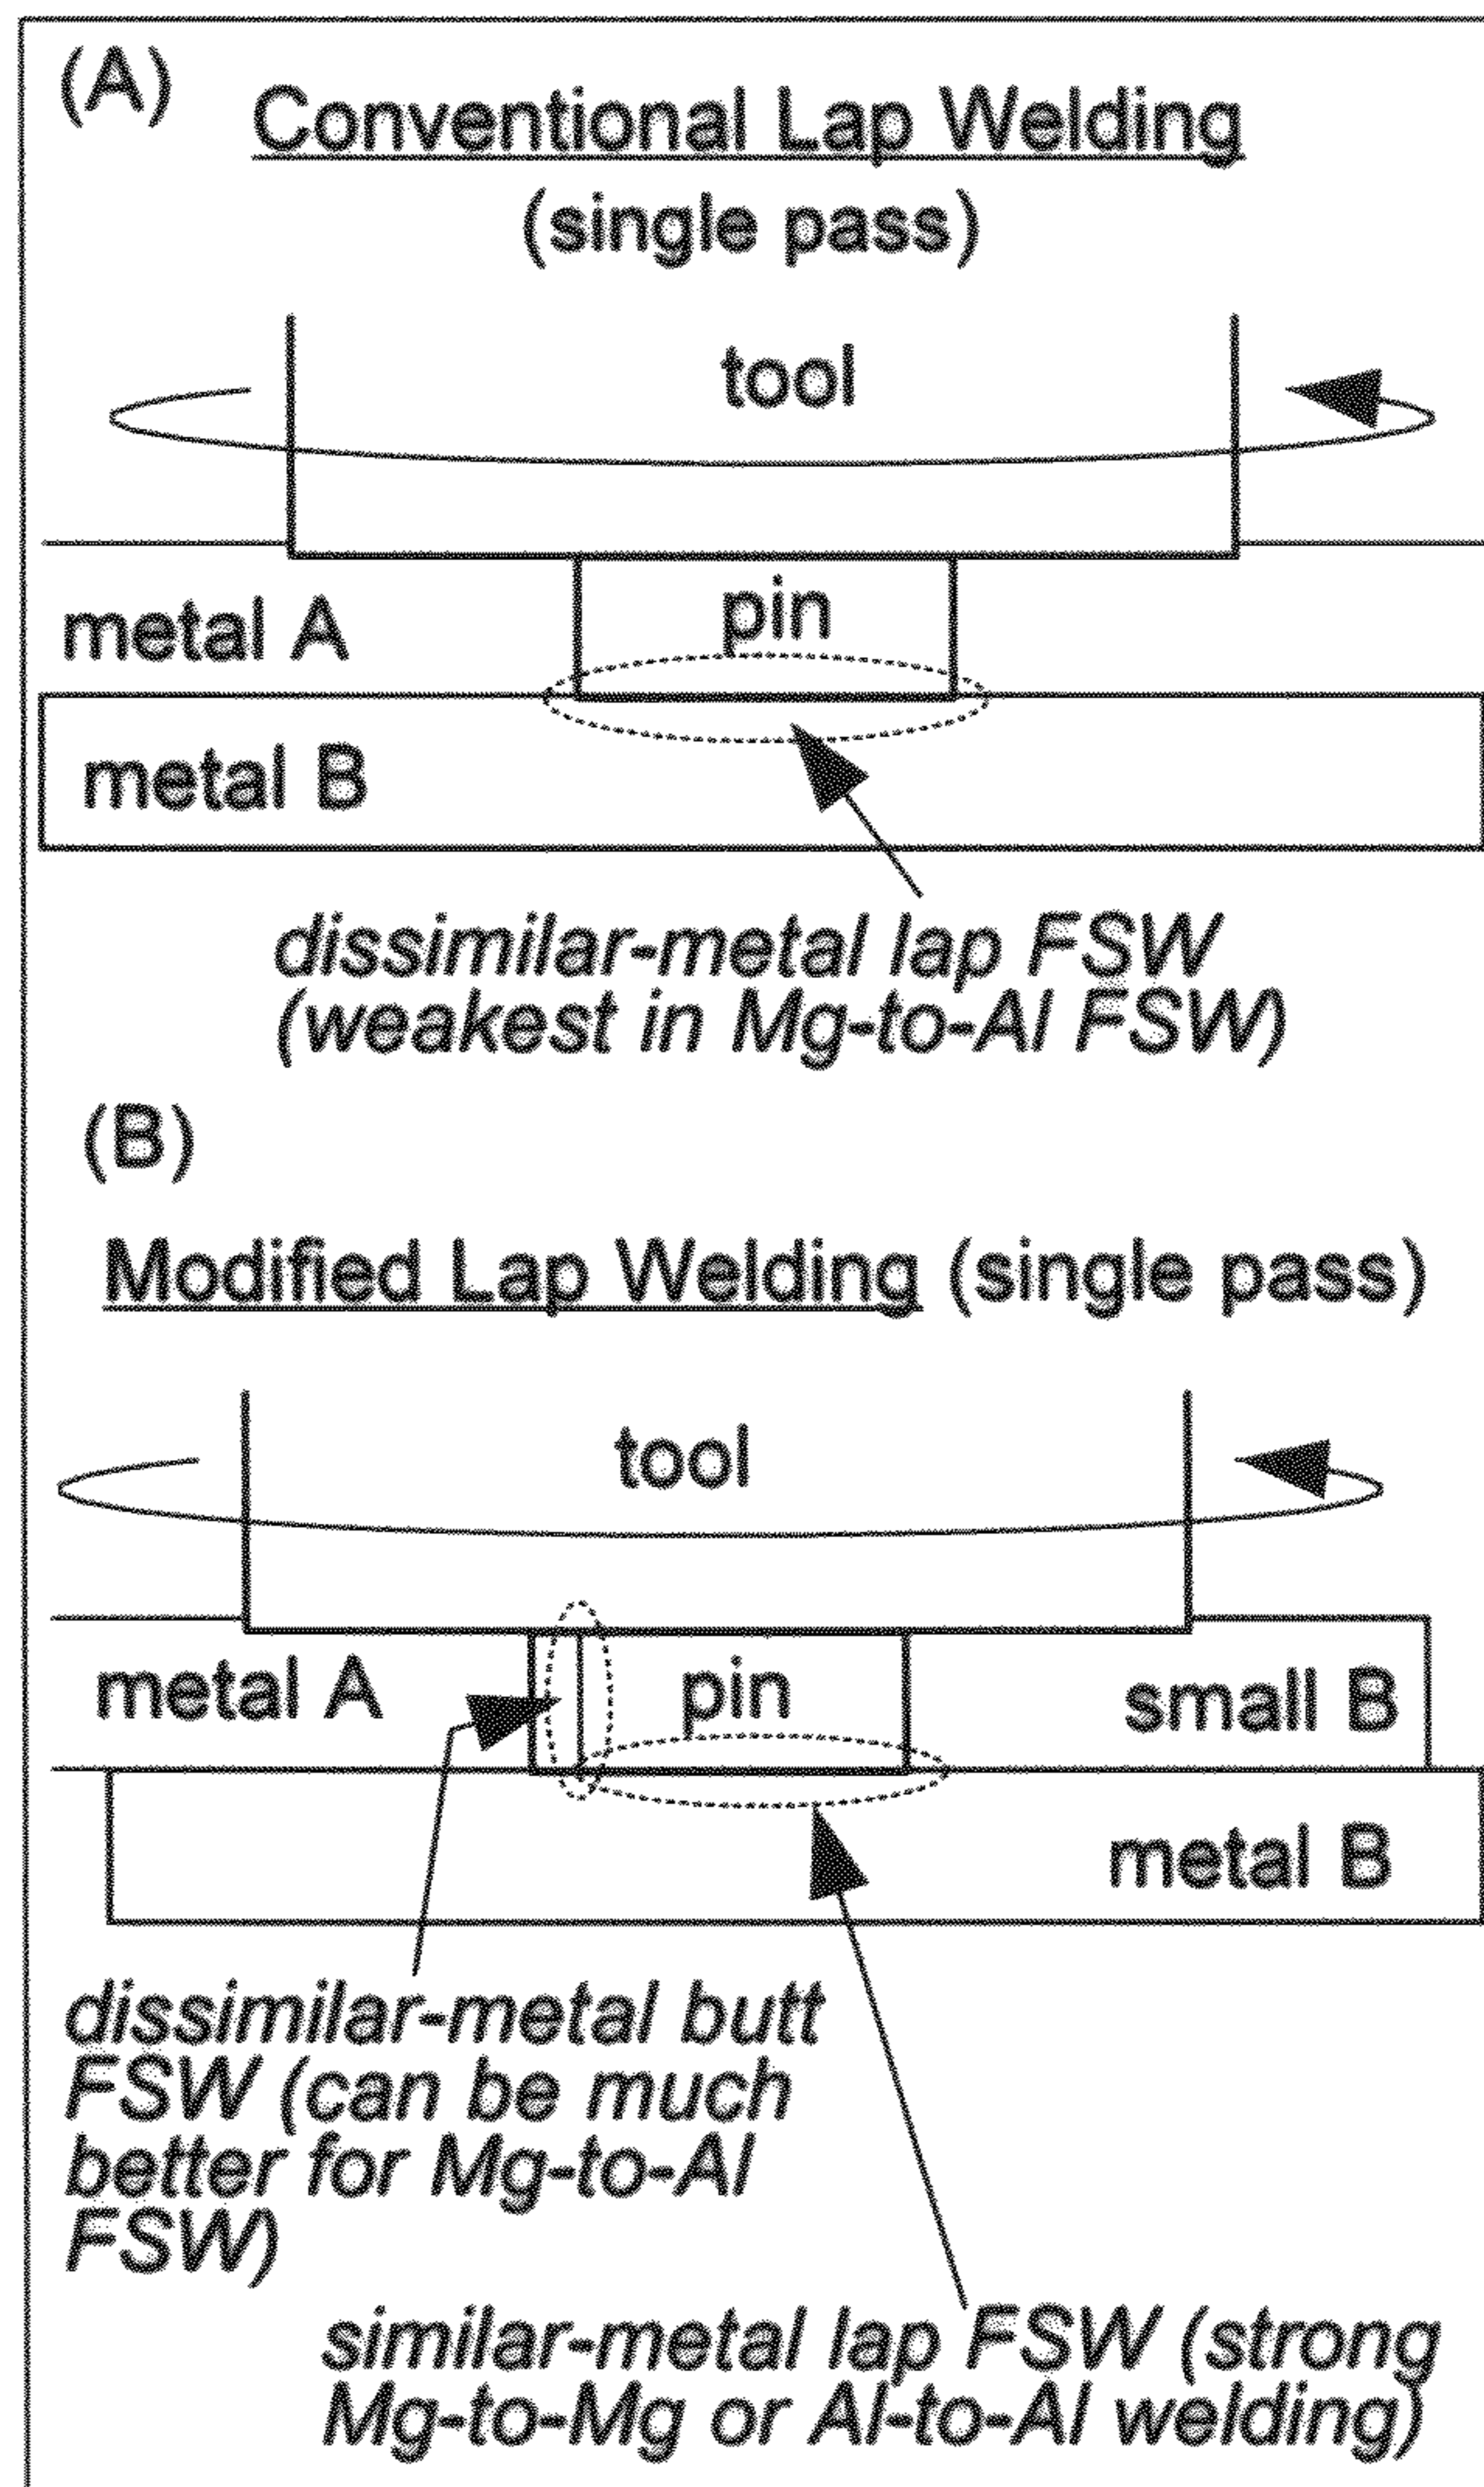 (A)
Conventional Lap Welding
(single pass)
tool
pin
metal A
metal B
dissimilar-metal lap FSW
(weakest in Mg-to-Al FSW)
(B)
Modified Lap Welding (single pass)
tool
metal A
pin
small B
metal B
dissimilar-metal butt
FSW (can be much
better for Mg-to-Al
FSW)
similar-metal lap FSW (strong
Mg-to-Mg or Al-to-Al welding)